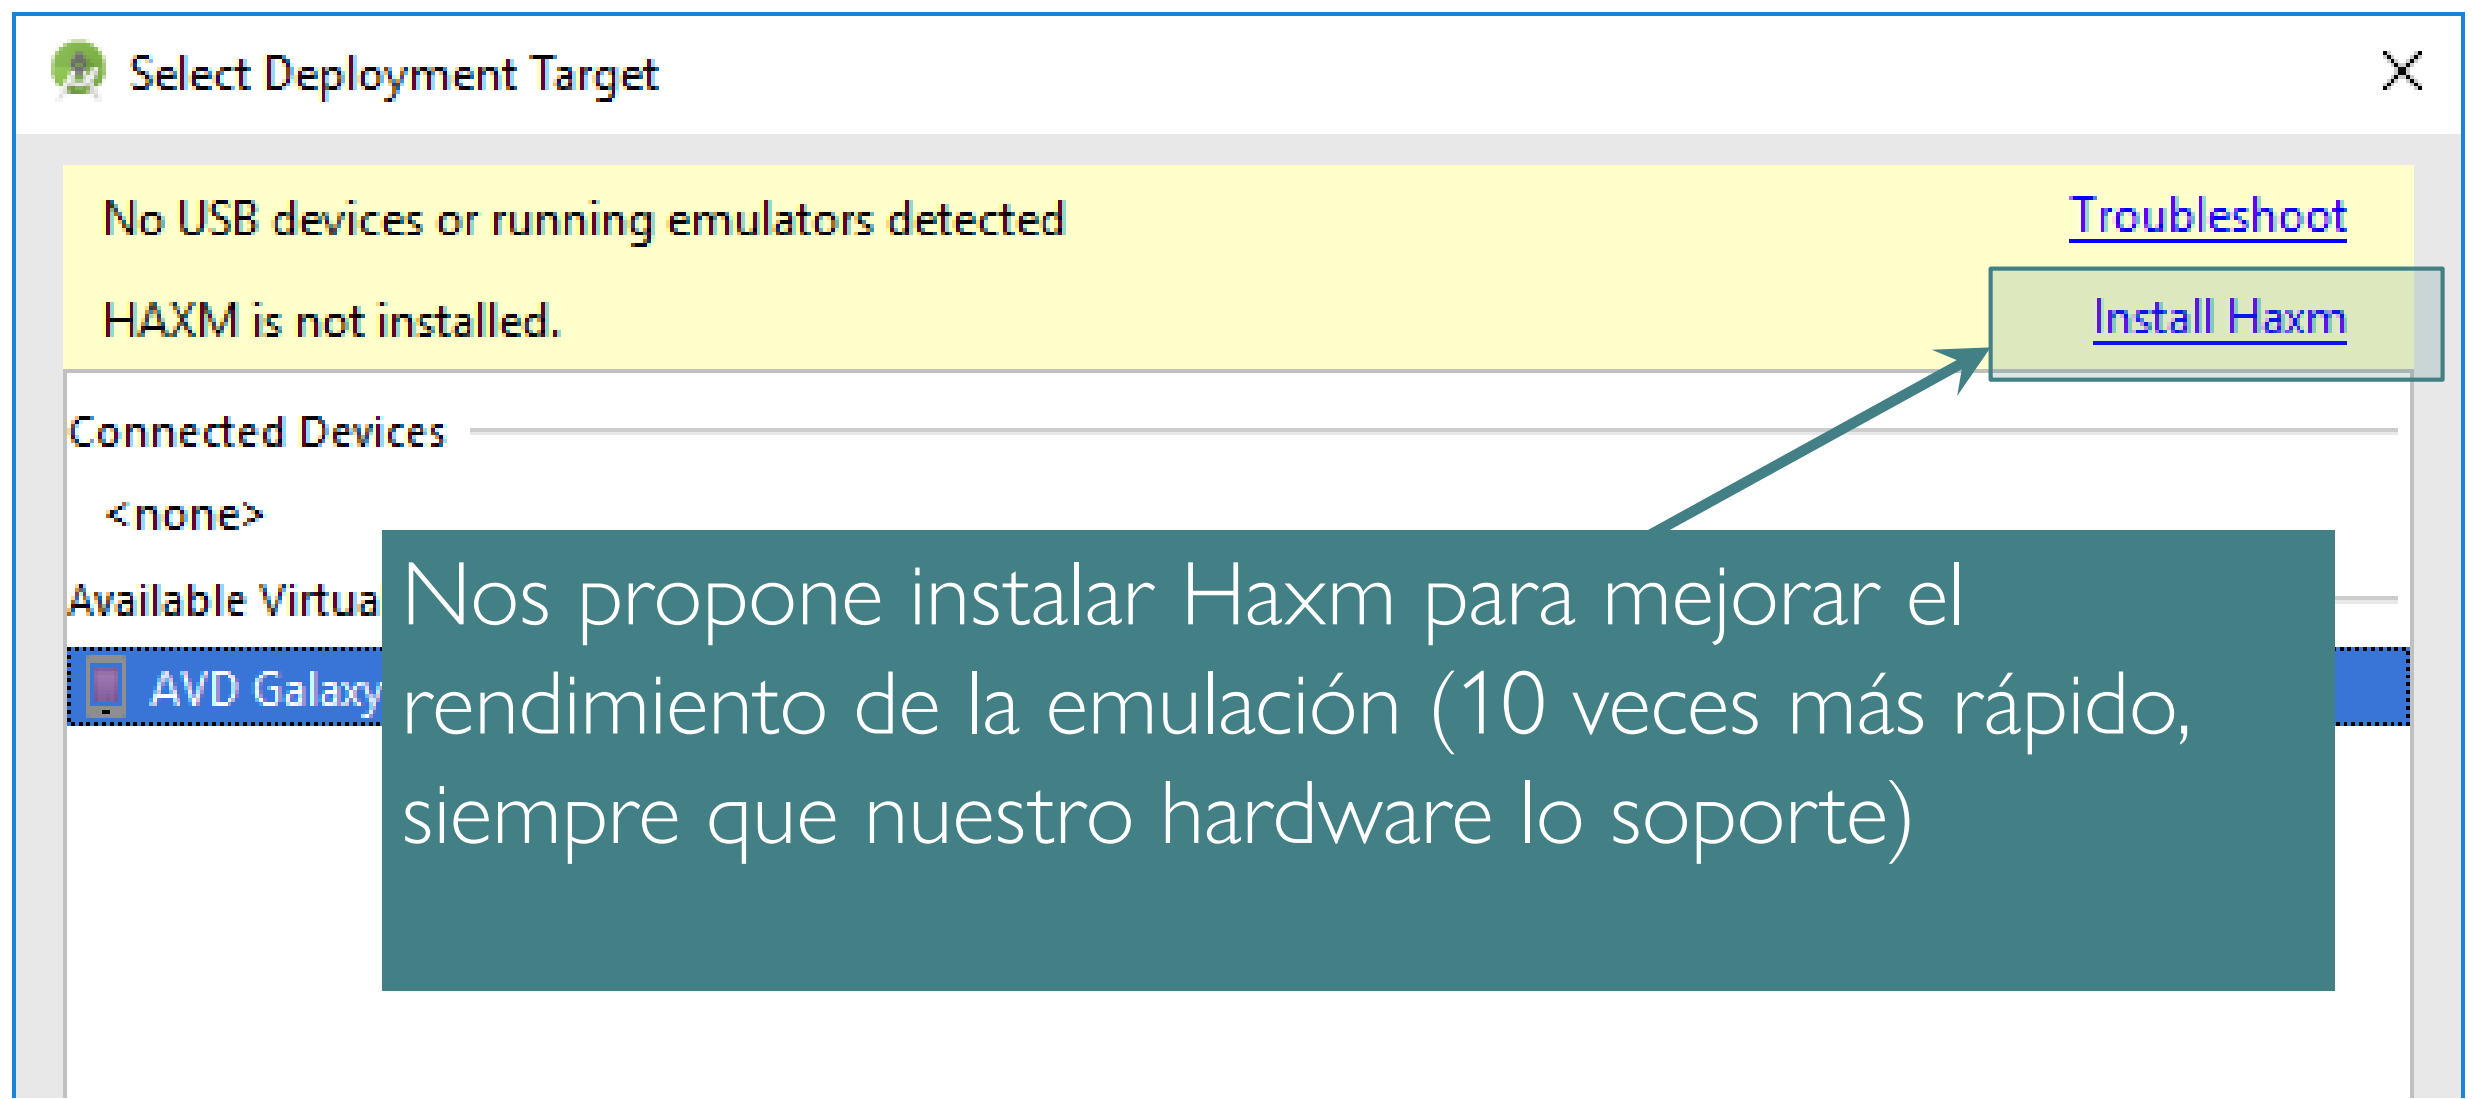 Select Deployment Target
No USB devices or running emulators detected
Troubleshoot
HAXM is not installed.
Install Haxm
Connected Devices
<none>
Available
AVD Galaxy
Nos propone instalar Haxm para mejorar el
rendimiento de la emulación (10 veces más rápido,
siempre que nuestro hardware lo soporte)